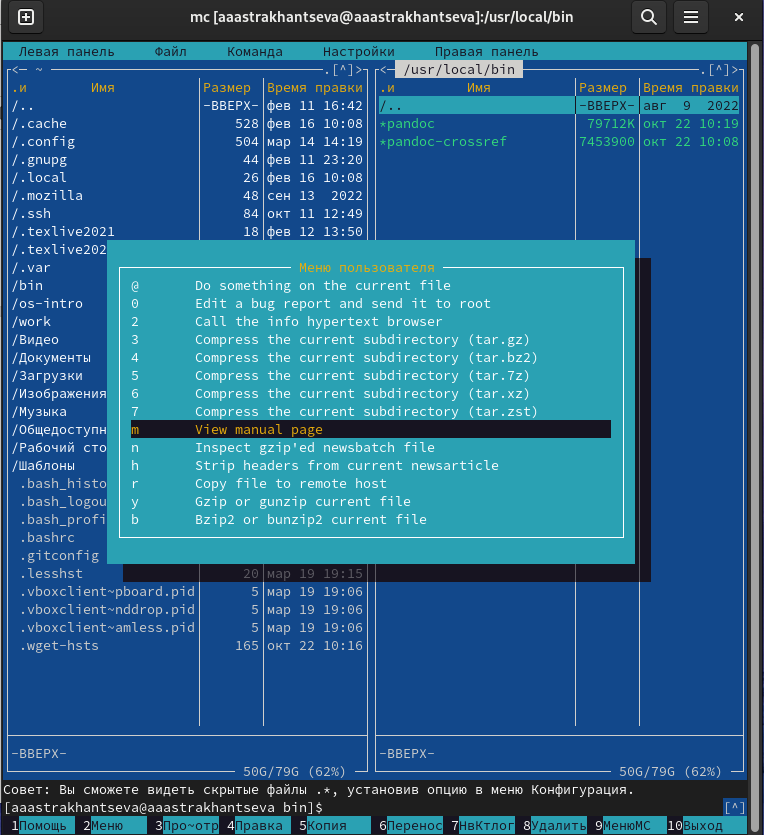 mc [aaastrakhantseva@aaastrakhantseva]:/usr/local/bin
Левая панель Файл Команда Настройки Правая панель
<— ~ .[^]> <— /usr/local/bin .[^]>
.и Имя Размер Время правки .и Имя Размер Время правки
/.. -ВВЕРХ- фев 11 16:42 /.. -ВВЕРХ- авг 9 2022
/.cache 528 фев 16 10:08 *pandoc 79712K окт 22 10:19
/.config 504 мар 14 14:19 *pandoc-crossref 7453900 окт 22 10:08
/.gnupg 44 фев 11 23:20
/.local 26 фев 16 10:08
/.mozilla 48 сен 13 2022
/.ssh 84 окт 11 12:49
/.texlive2021 18 фев 12 13:50
/.texlive202
/.var Меню пользователя
/bin @ Do something on the current file
/os-intro 0 Edit a bug report and send it to root
/work 2 Call the info hypertext browser
/Видео 3 Compress the current subdirectory (tar.gz)
/Документы 4 Compress the current subdirectory (tar.bz2)
/Загрузки 5 Compress the current subdirectory (tar.7z)
/Изображения 6 Compress the current subdirectory (tar.xz)
/Музыка 7 Compress the current subdirectory (tar.zst)
/Общедоступн m View manual page
/Рабочий сто n Inspect gzip'ed newsbatch file
/Шаблоны h Strip headers from current newsarticle
.bash_histo r Copy file to remote host
.bash_logou y Gzip or gunzip current file
.bash_profi b Bzip2 or bunzip2 current file
.bashrc
.gitconfig
.lesshst 20 мар 19 19:15
.vboxclient~pboard.pid 5 мар 19 19:06
.vboxclient~nddrop.pid 5 мар 19 19:06
.vboxclient~amless.pid 5 мар 19 19:06
.wget-hsts 165 окт 22 10:16
-ВВЕРХ- -ВВЕРХ-
50G/79G (62%) 50G/79G (62%)
Совет: Вы сможете видеть скрытые файлы .*, установив опцию в меню Конфигурация.
[aaastrakhantseva@aaastrakhantseva bin]$ [^]
1Помощь 2Меню 3Про~отр 4Правка 5Копия 6Перенос 7НвКтлог 8Удалить 9МенюMC 10Выход